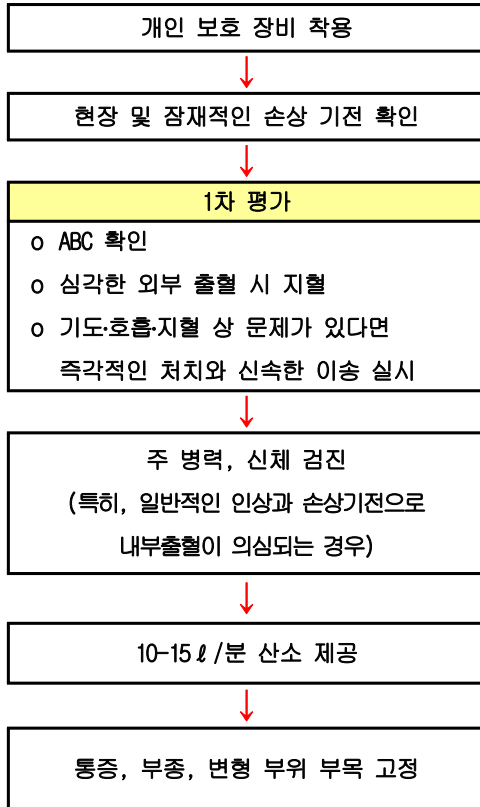 개인 보호 장비 착용
현장 및 잠재적인 손상 기전 확인
1차 평가
o ABC 확인
o 심각한 외부 출혈 시 지혈
o 기도·호흡·지혈 상 문제가 있다면
즉각적인 처치와 신속한 이송 실시
주 병력, 신체 검진
(특히, 일반적인 인상과 손상기전으로
내부출혈이 의심되는 경우)
10-15ℓ/분 산소 제공
통증, 부종, 변형 부위 부목 고정